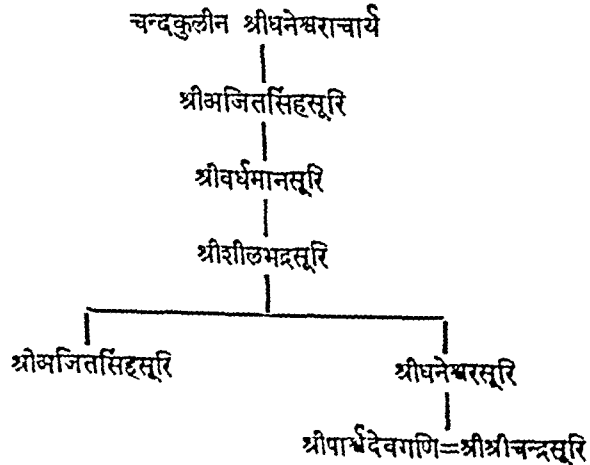 चन्दकुलीन श्रीधनेश्वराचार्य
श्रीअजितसिंहसूरि
श्रीवर्धमानसूरि
श्रीशीलभद्रसूरि
श्रीअजितसिंहसूरि श्रीधनेश्वरसूरि
श्रीपार्श्वदेवगणि=श्रीश्रीचन्द्रसूरि